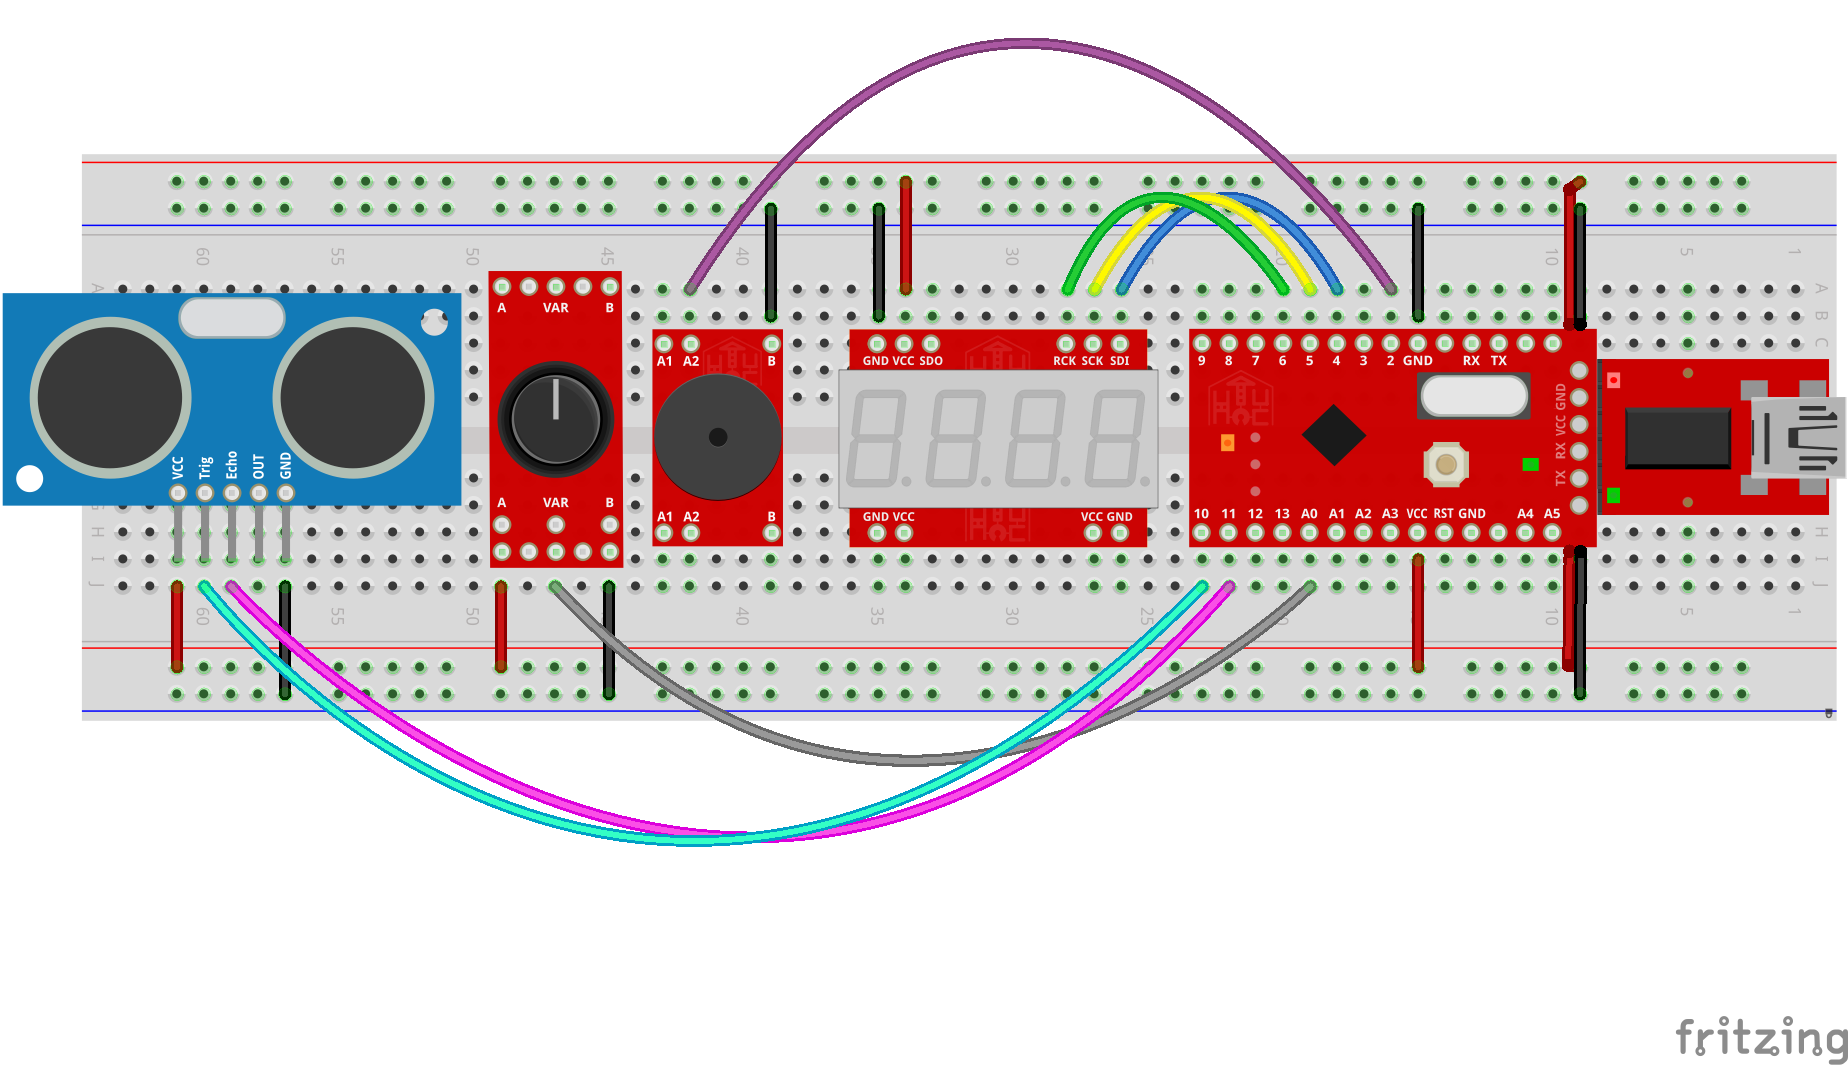 60 55 50 45 40 35 30 25 20 10 5 1
A A
B
C
A VAR B
A1 A2 B
GND VCC SDO RCK SCK SDI
9 8 7 6 5 4 3 2 GND RX TX
GND
VCC
RX
TX
VCC Trig Echo OUT GND
A VAR B
A1 A2 B
GND VCC VCC GND
10 11 12 13 A0 A1 A2 A3 VCC RST GND A4 A5
G
H H
I I
J J
60 55 50 40 35 30 25 10 5 1
fritzing